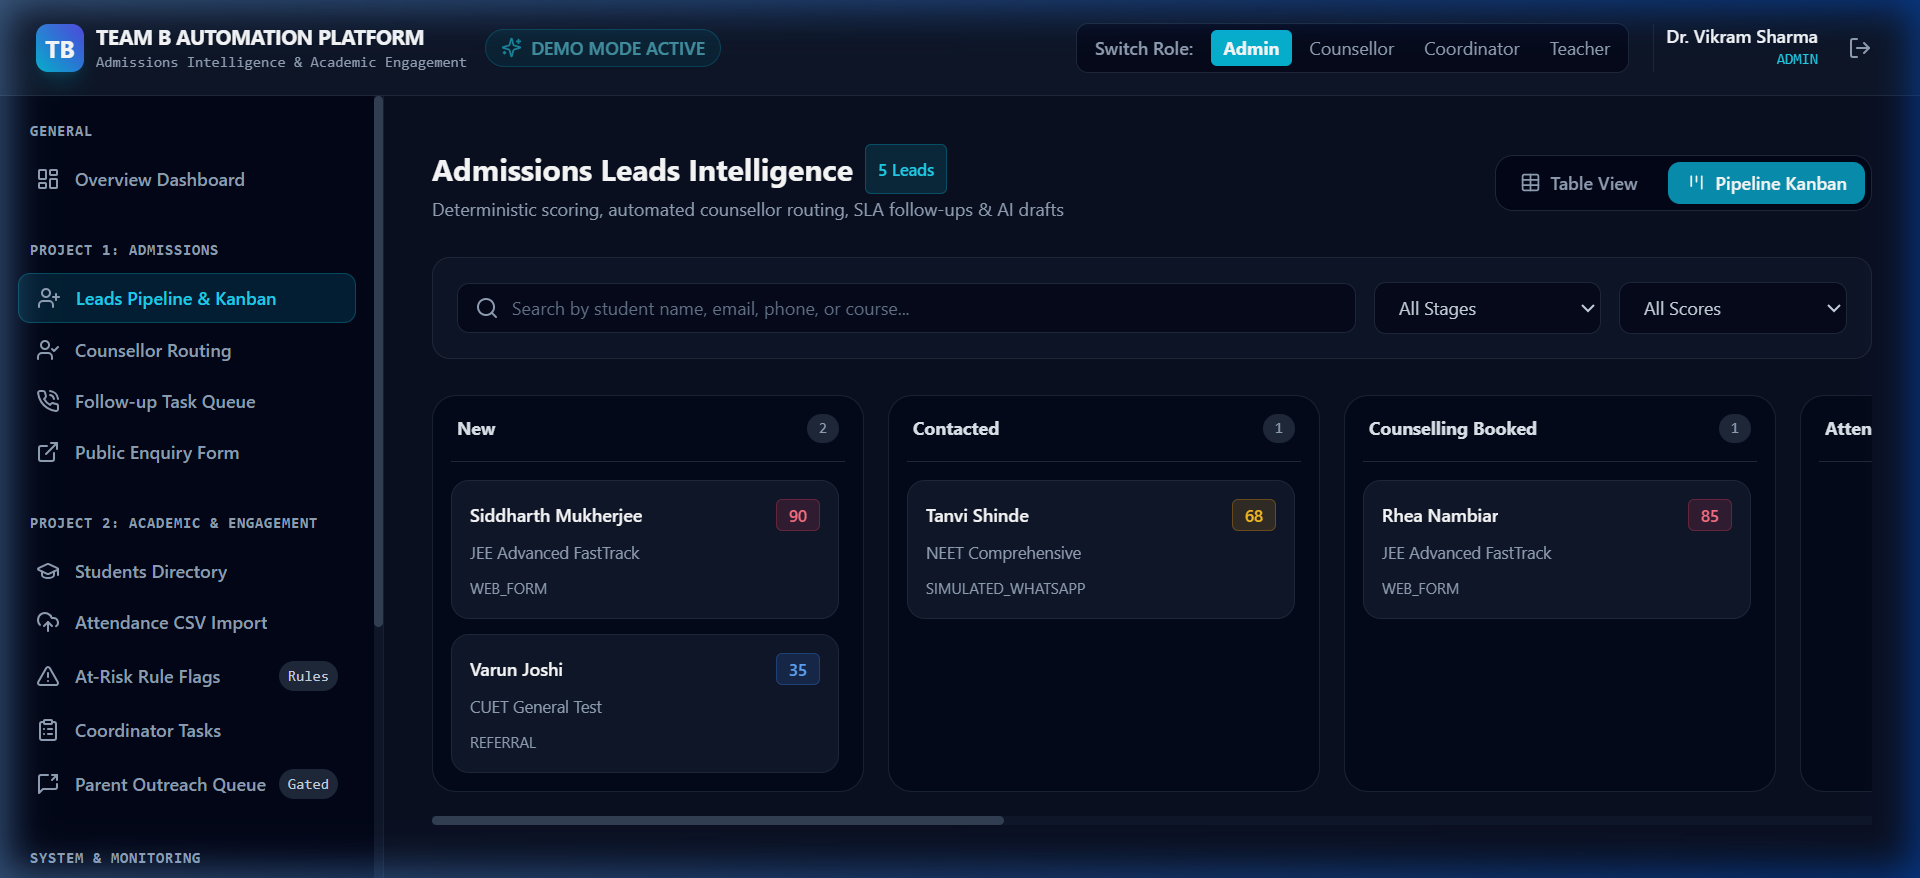 TB
TEAM B AUTOMATION PLATFORM
Admissions Intelligence & Academic Engagement
DEMO MODE ACTIVE
Switch Role: Admin Counsellor Coordinator Teacher
Dr. Vikram Sharma
ADMIN
GENERAL
Overview Dashboard
PROJECT 1: ADMISSIONS
Leads Pipeline & Kanban
Counsellor Routing
Follow-up Task Queue
Public Enquiry Form
PROJECT 2: ACADEMIC & ENGAGEMENT
Students Directory
Attendance CSV Import
At-Risk Rule Flags Rules
Coordinator Tasks
Parent Outreach Queue Gated
SYSTEM & MONITORING
Admissions Leads Intelligence 5 Leads
Deterministic scoring, automated counsellor routing, SLA follow-ups & AI drafts
Table View Pipeline Kanban
Search by student name, email, phone, or course...
All Stages
All Scores
New 2
Siddharth Mukherjee 90
JEE Advanced FastTrack
WEB_FORM
Varun Joshi 35
CUET General Test
REFERRAL
Contacted 1
Tanvi Shinde 68
NEET Comprehensive
SIMULATED_WHATSAPP
Counselling Booked 1
Rhea Nambiar 85
JEE Advanced FastTrack
WEB_FORM
Atten